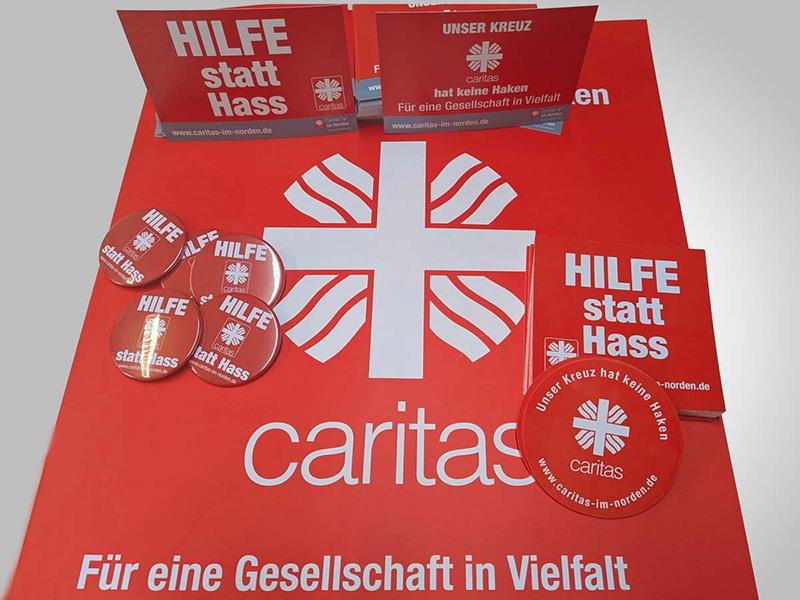 HILFE
statt
Hass
caritas
www.caritas-im-norden.de
Caritas
im Norden
UNSER KREUZ
caritas
hat keine Haken
Für eine Gesellschaft in Vielfalt
www.caritas-im-norden.de
HILFE
caritas
statt Hass
HILFE
caritas
HILFE
caritas
statt Hass
HILFE
caritas
statt Hass
HILFE
statt
Hass
Unser Kreuz hat keine Haken
caritas
www.caritas-im-norden.de
caritas
Für eine Gesellschaft in Vielfalt